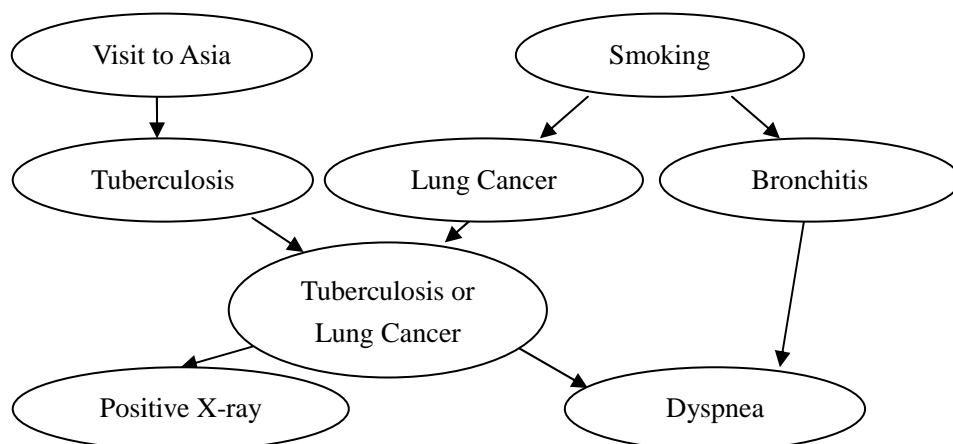 Visit to Asia
Smoking
Tuberculosis
Lung Cancer
Bronchitis
Tuberculosis or
Lung Cancer
Positive X-ray
Dyspnea